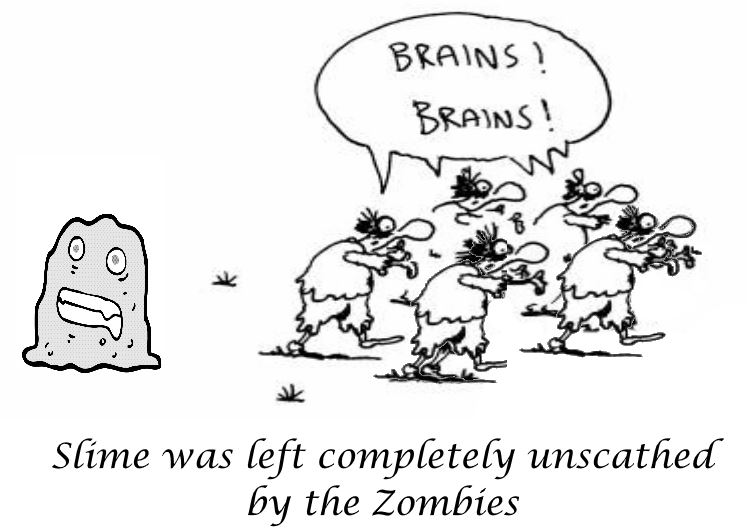 BRAINS!
BRAINS!
Slime was left completely unscathed
by the Zombies